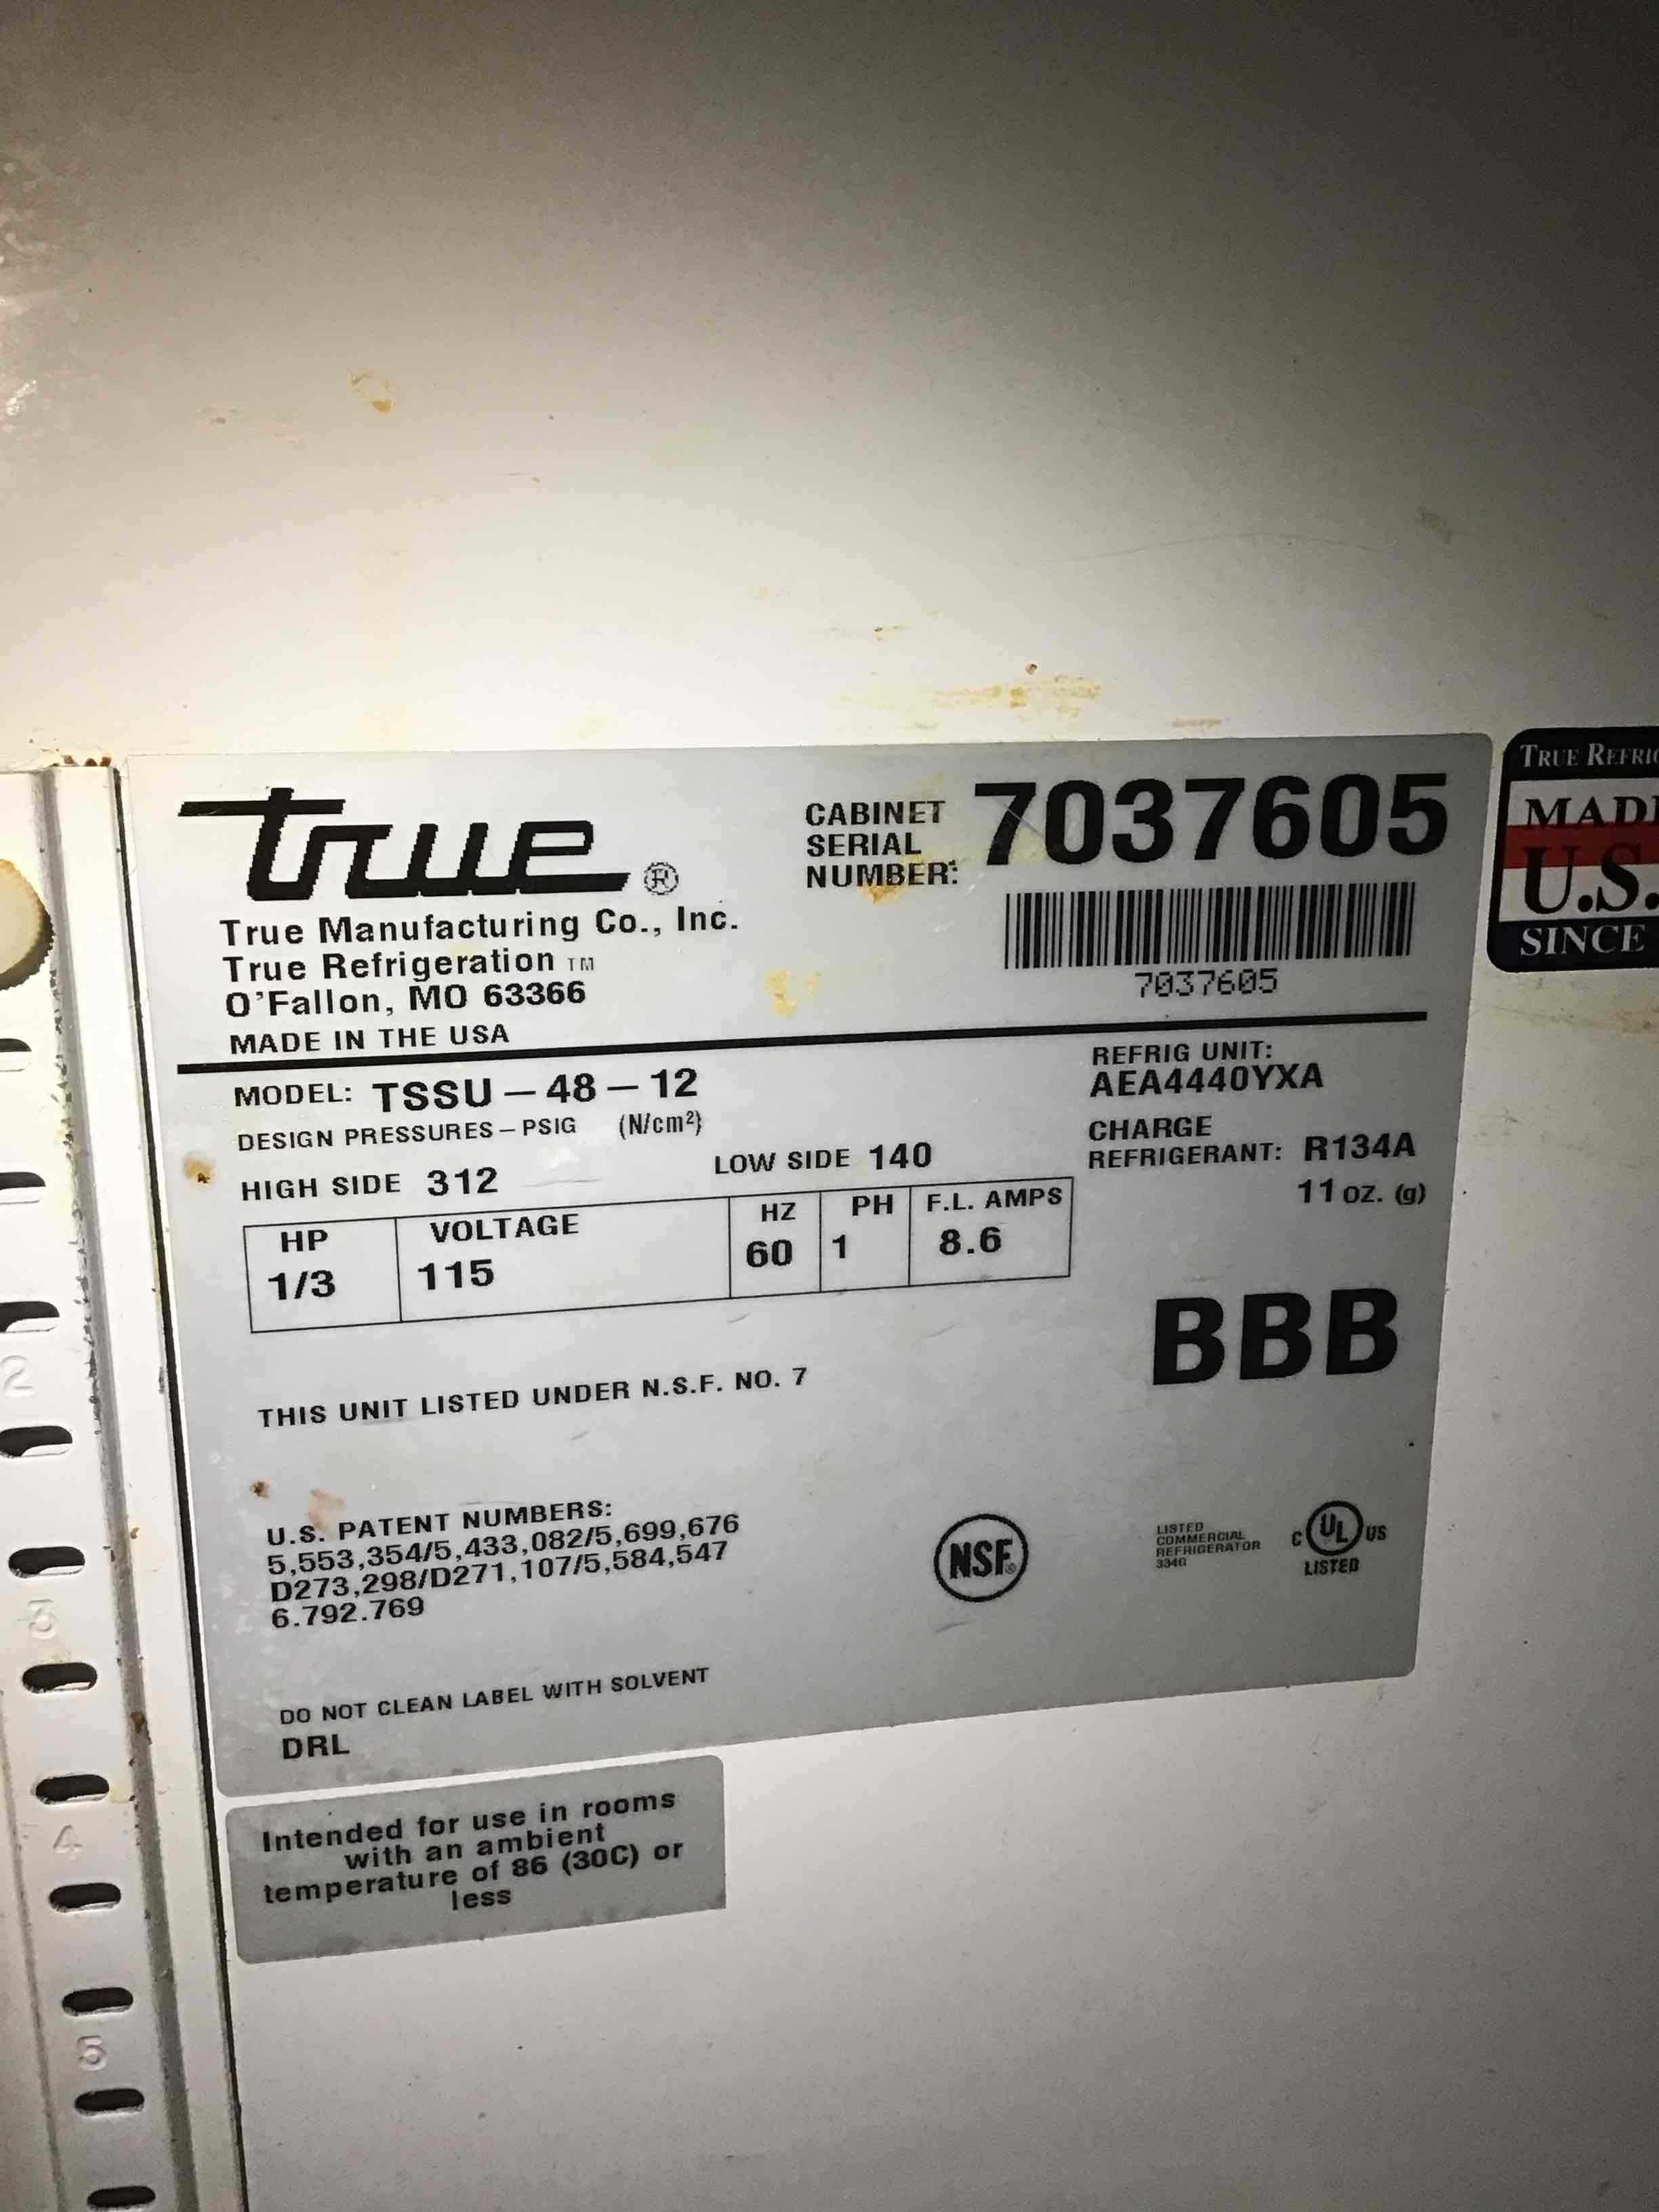 true ®
True Manufacturing Co., Inc.
True Refrigeration TM
O'Fallon, MO 63366
MADE IN THE USA
CABINET
SERIAL
NUMBER:
7037605
7037605
MODEL: TSSU-48-12
DESIGN PRESSURES-PSIG (N/cm²)
HIGH SIDE 312
LOW SIDE 140
REFRIG UNIT:
AEA4440YXA
CHARGE
REFRIGERANT: R134A
11 oz. (g)
HP VOLTAGE HZ PH F.L. AMPS
1/3 115 60 1 8.6
BBB
THIS UNIT LISTED UNDER N.S.F. NO. 7
U.S. PATENT NUMBERS:
5,553,354/5,433,082/5,699,676
D273,298/D271,107/5,584,547
6.792.769
NSF®
LISTED
COMMERCIAL
REFRIGERATOR
334G
C UL US
LISTED
DO NOT CLEAN LABEL WITH SOLVENT
DRL
Intended for use in rooms
with an ambient
temperature of 86 (30C) or
less
TRUE REFRIG
MADE
U.S.
SINCE
2
3
4
5